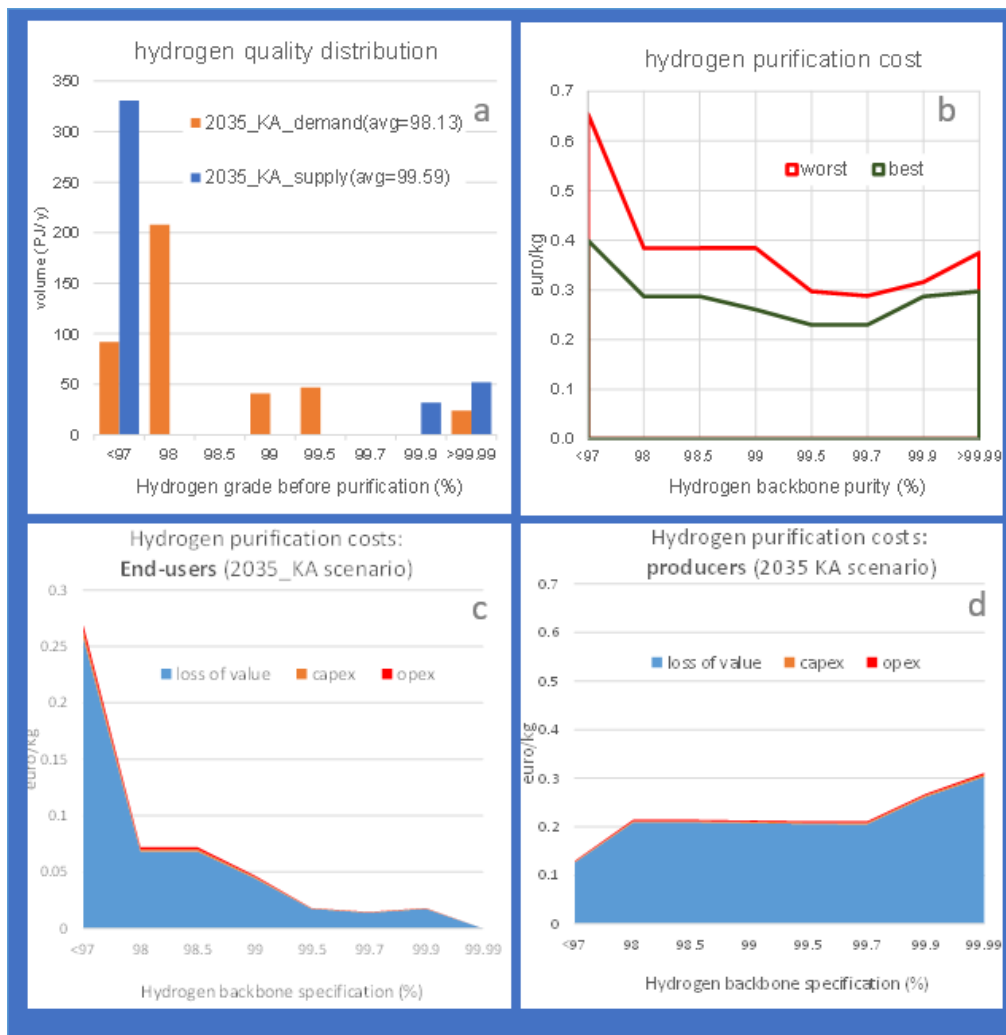 hydrogen quality distribution
350
300
250
200
150
100
50
0
volume (PJ/y)
a
2035_KA_demand(avg=98.13)
2035_KA_supply(avg=99.59)
<97 98 98.5 99 99.5 99.7 99.9 >99.99
Hydrogen grade before purification (%)
hydrogen purification cost
0.7
0.6
0.5
0.4
0.3
0.2
0.1
0.0
euro/kg
b
worst best
<97 98 98.5 99 99.5 99.7 99.9 >99.99
Hydrogen backbone purity (%)
Hydrogen purification costs:
End-users (2035_KA scenario)
0.3
0.25
0.2
0.15
0.1
0.05
0
euro/kg
c
loss of value capex opex
<97 98 98.5 99 99.5 99.7 99.9 99.99
Hydrogen backbone specification (%)
Hydrogen purification costs:
producers (2035 KA scenario)
0.7
0.6
0.5
0.4
0.3
0.2
0.1
0
euro/kg
d
loss of value capex opex
<97 98 98.5 99 99.5 99.7 99.9 99.99
Hydrogen backbone specification (%)